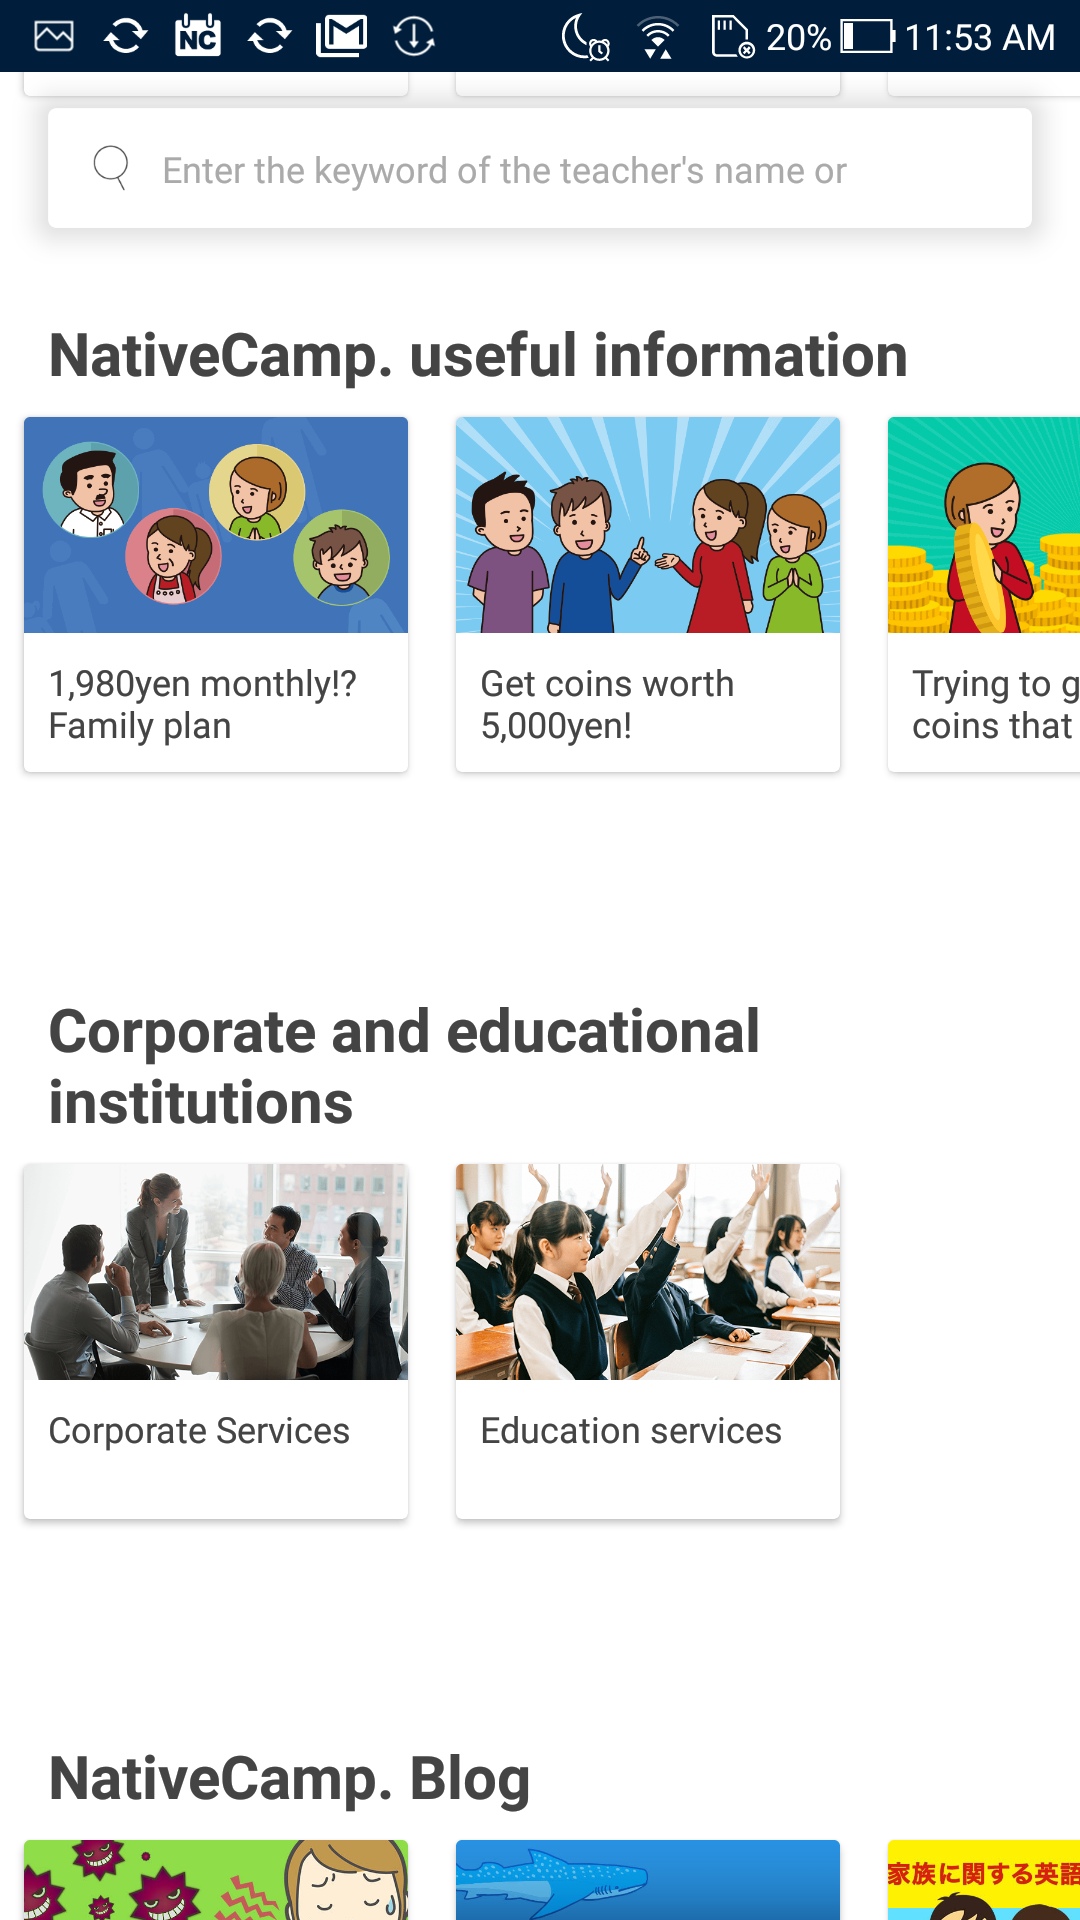 NC
20%
11:53 AM
Enter the keyword of the teacher's name or
NativeCamp. useful information
1,980yen monthly!?
Family plan
Get coins worth
5,000yen!
Trying to g
coins that
Corporate and educational
institutions
Corporate Services
Education services
NativeCamp. Blog
家族に関する英語